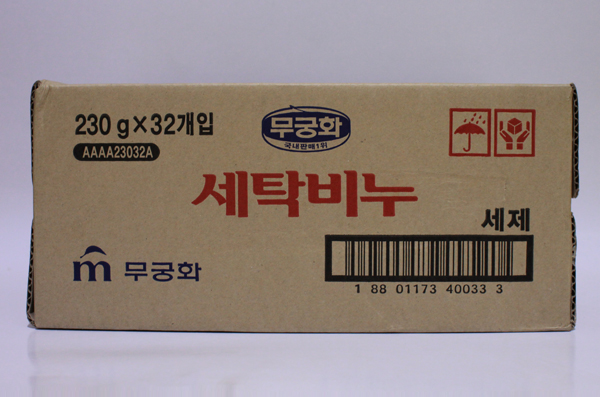 230 g×32개입
AAAA23032A
무궁화
국내판매1위
세탁비누
세제
m 무궁화
1 88 01173 40033 3